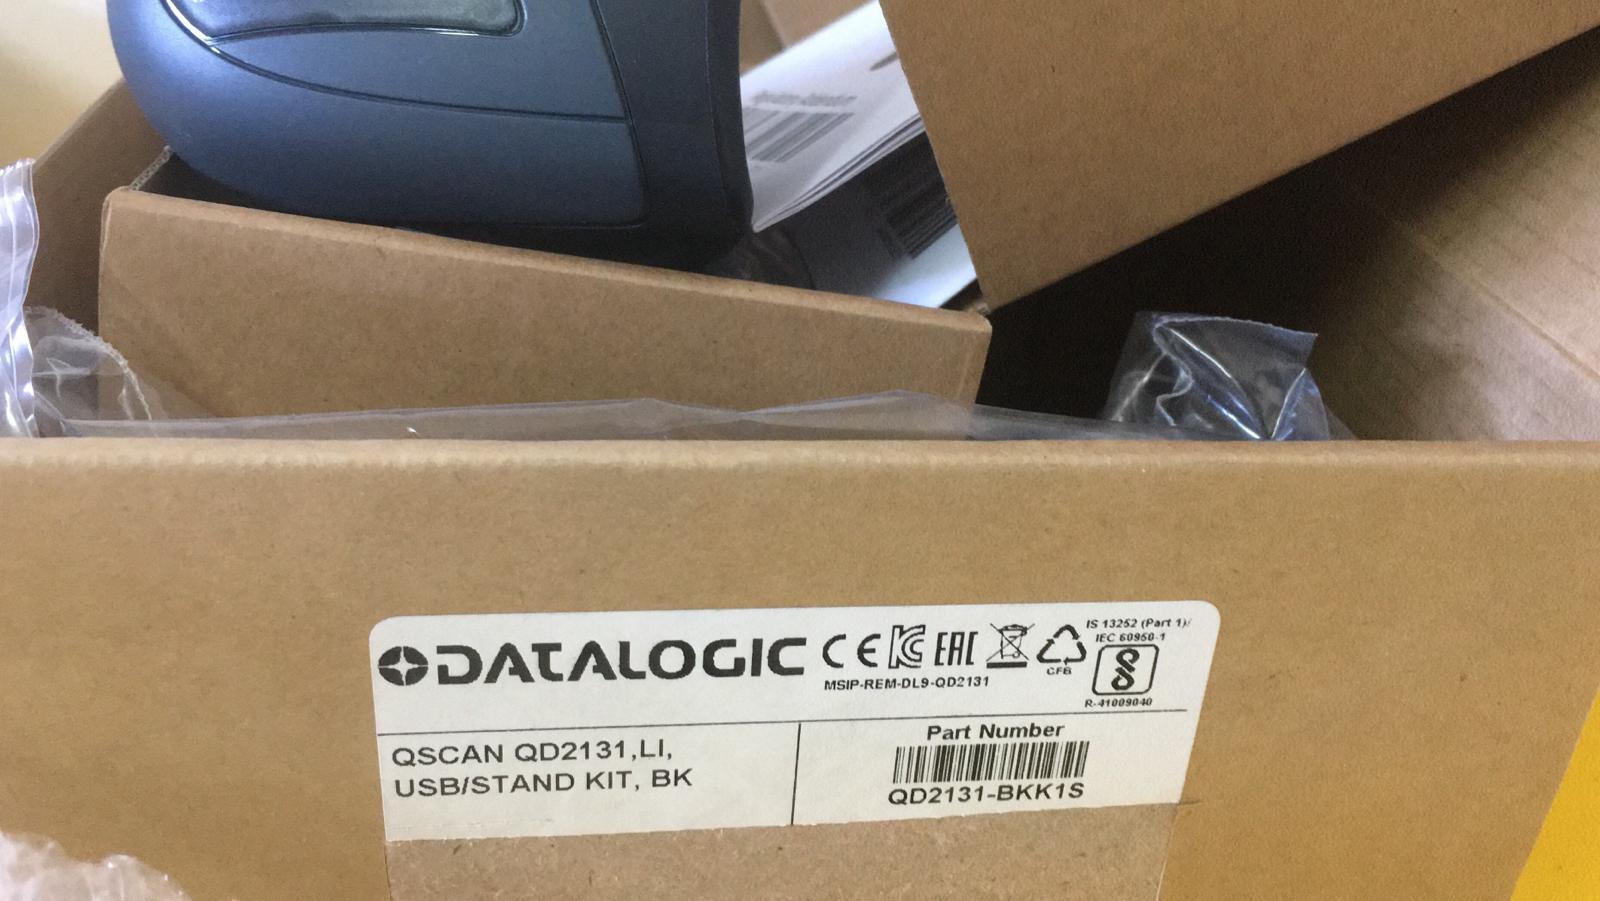 DATALOGIC
CE EAC
MSIP-REM-DL9-QD2131
CFB
IS 13252 (Part 1)/
IEC 60950-1
R-41009040
QSCAN QD2131,LI,
USB/STAND KIT, BK
Part Number
QD2131-BKK1S